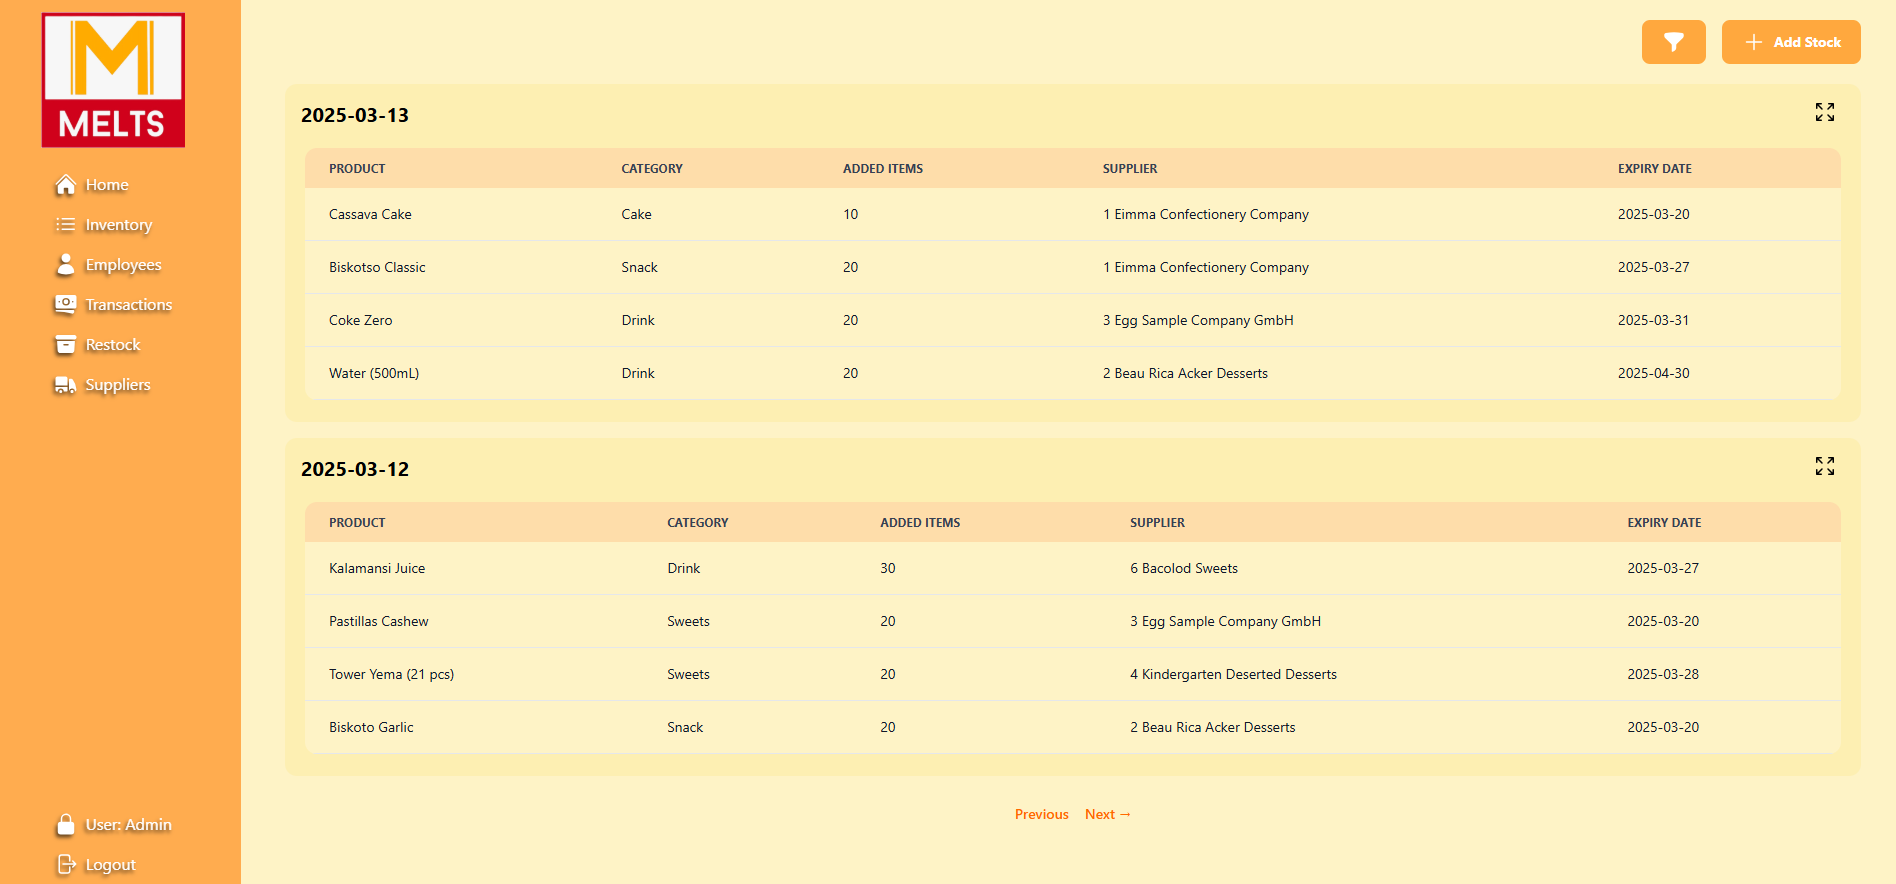 M
MELTS
Home
Inventory
Employees
Transactions
Restock
Suppliers
User: Admin
Logout
Add Stock
2025-03-13
PRODUCT CATEGORY ADDED ITEMS SUPPLIER EXPIRY DATE
Cassava Cake Cake 10 1 Eimma Confectionery Company 2025-03-20
Biskotso Classic Snack 20 1 Eimma Confectionery Company 2025-03-27
Coke Zero Drink 20 3 Egg Sample Company GmbH 2025-03-31
Water (500mL) Drink 20 2 Beau Rica Acker Desserts 2025-04-30
2025-03-12
PRODUCT CATEGORY ADDED ITEMS SUPPLIER EXPIRY DATE
Kalamansi Juice Drink 30 6 Bacolod Sweets 2025-03-27
Pastillas Cashew Sweets 20 3 Egg Sample Company GmbH 2025-03-20
Tower Yema (21 pcs) Sweets 20 4 Kindergarten Deserted Desserts 2025-03-28
Biskoto Garlic Snack 20 2 Beau Rica Acker Desserts 2025-03-20
Previous Next →